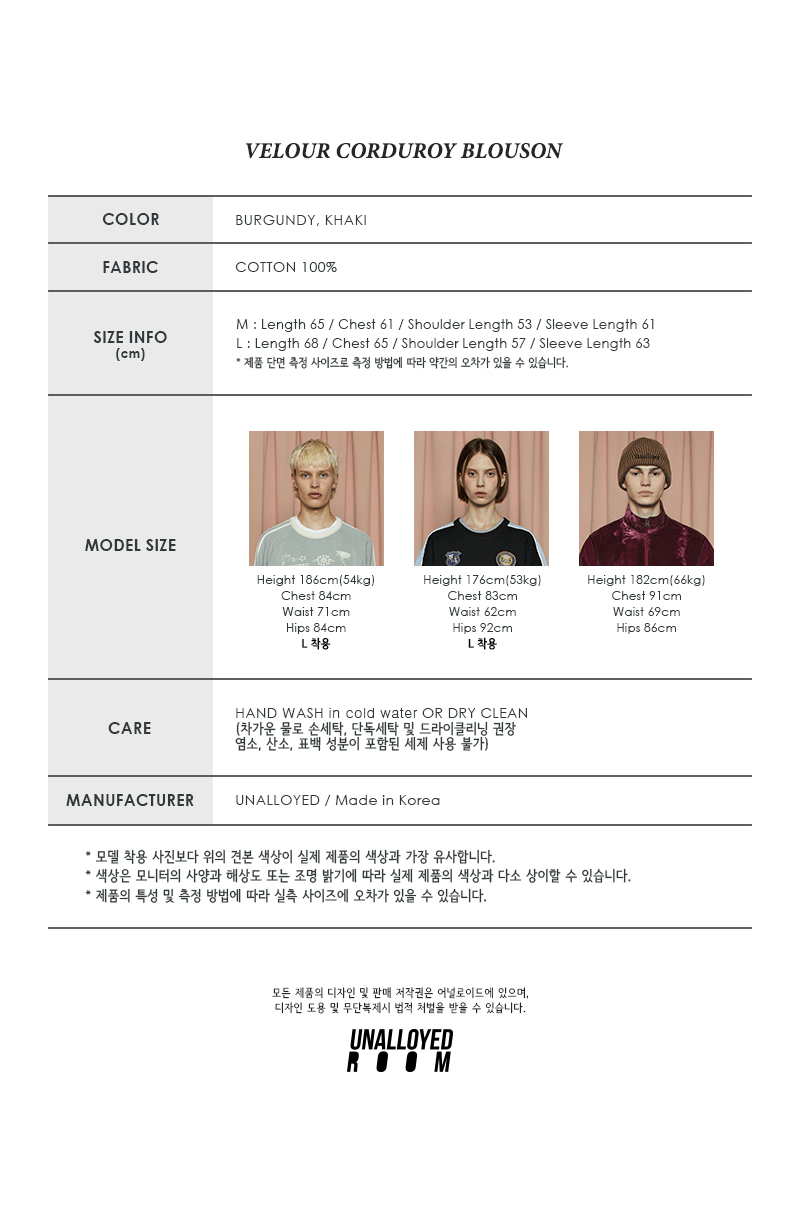 VELOUR CORDUROY BLOUSON
COLOR
BURGUNDY, KHAKI
FABRIC
COTTON 100%
SIZE INFO
(cm)
M : Length 65 / Chest 61 / Shoulder Length 53 / Sleeve Length 61
L : Length 68 / Chest 65 / Shoulder Length 57 / Sleeve Length 63
* 제품 단면 측정 사이즈로 측정 방법에 따라 약간의 오차가 있을 수 있습니다.
MODEL SIZE
Height 186cm(54kg)
Chest 84cm
Waist 71cm
Hips 84cm
L 착용
Height 176cm(53kg)
Chest 83cm
Waist 62cm
Hips 92cm
L 착용
Height 182cm(66kg)
Chest 91cm
Waist 69cm
Hips 86cm
CARE
HAND WASH in cold water OR DRY CLEAN
(차가운 물로 손세탁, 단독세탁 및 드라이클리닝 권장
염소, 산소, 표백 성분이 포함된 세제 사용 불가)
MANUFACTURER
UNALLOYED / Made in Korea
* 모델 착용 사진보다 위의 견본 색상이 실제 제품의 색상과 가장 유사합니다.
* 색상은 모니터의 사양과 해상도 또는 조명 밝기에 따라 실제 제품의 색상과 다소 상이할 수 있습니다.
* 제품의 특성 및 측정 방법에 따라 실측 사이즈에 오차가 있을 수 있습니다.
모든 제품의 디자인 및 판매 저작권은 어널로이드에 있으며,
디자인 도용 및 무단복제시 법적 처벌을 받을 수 있습니다.
UNALLOYED
ROOM